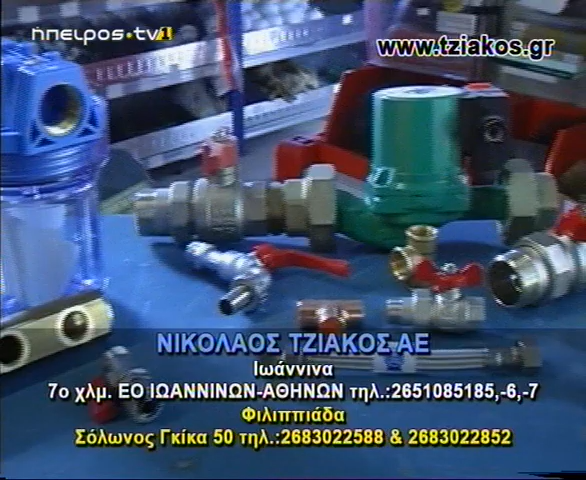 ήπειρος·tv1
www.tziakos.gr
ΝΙΚΟΛΑΟΣ ΤΖΙΑΚΟΣ ΑΕ
Ιωάννινα
7ο χλμ. ΕΟ ΙΩΑΝΝΙΝΩΝ-ΑΘΗΝΩΝ τηλ.:2651085185,-6,-7
Φιλιππιάδα
Σόλωνος Γκίκα 50 τηλ.:2683022588 & 2683022852